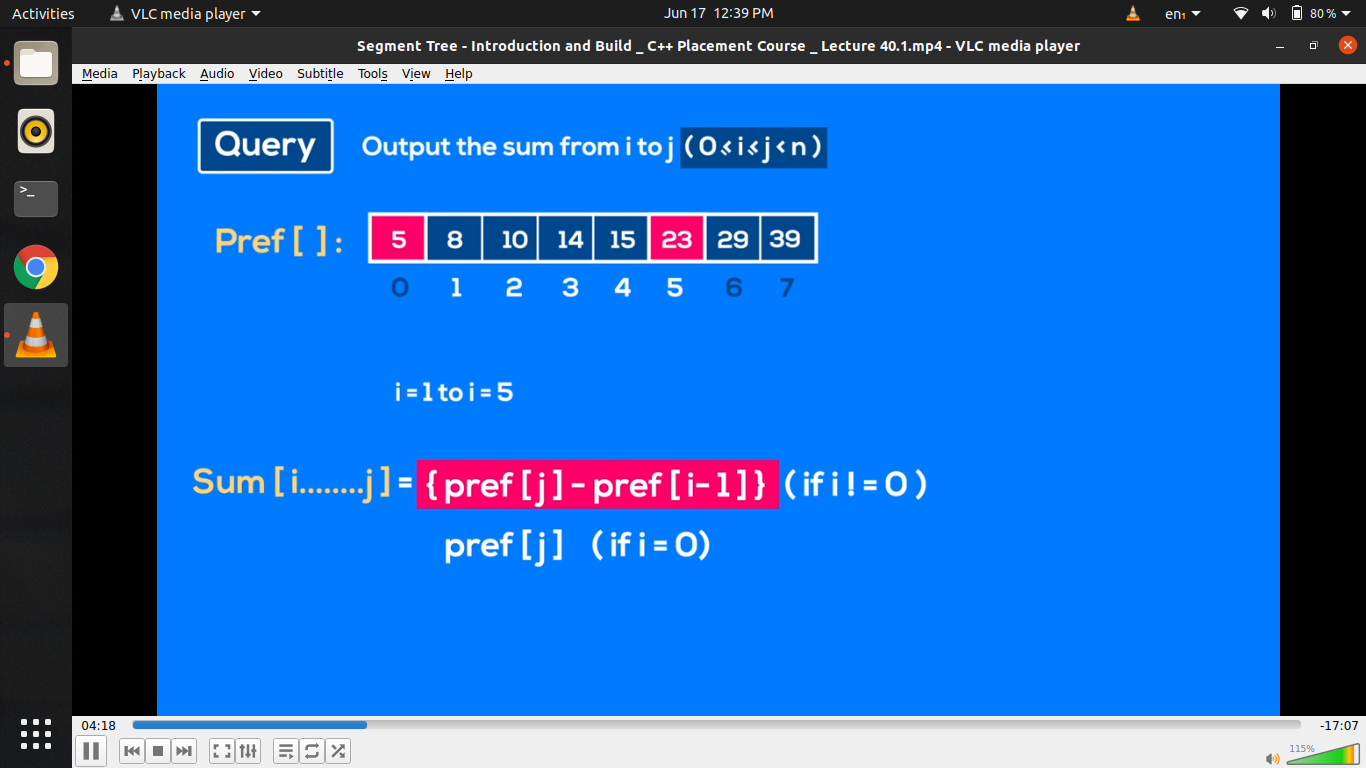 Activities VLC media player Jun 17 12:39 PM en₁ 80 %
Segment Tree - Introduction and Build _ C++ Placement Course _ Lecture 40.1.mp4 - VLC media player
Media Playback Audio Video Subtitle Tools View Help
Query Output the sum from i to j (0≤i≤j<n)
Pref [ ] : 5 8 10 14 15 23 29 39
0 1 2 3 4 5 6 7
i = 1 to i = 5
Sum [ i........j ] = { pref [ j ] - pref [ i- 1 ] } ( if i ! = 0 )
pref [ j ] ( if i = 0)
04:18 -17:07
115%